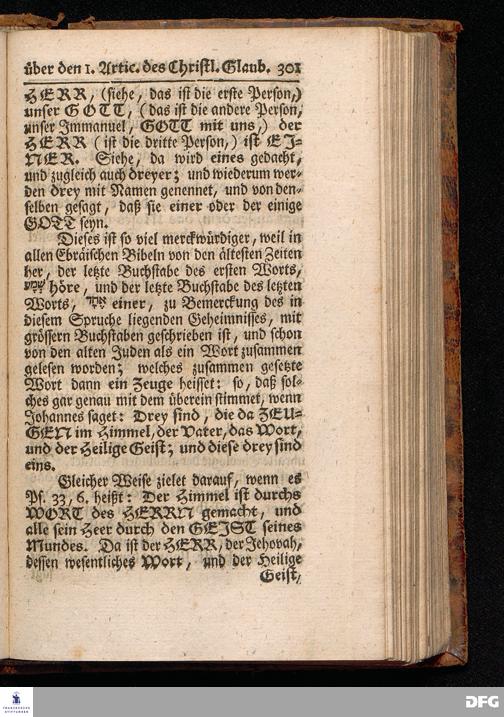 über den 1. Artic. des Christl. Glaub. 301
HERR, (siehe, das ist die erste Person,)
unser GOTT, (das ist die andere Person,
unser Immanuel, GOTT mit uns,) der
HERR (ist die dritte Person,) ist EJ-
NER. Siehe, da wird eines gedacht,
und zugleich auch dreyer; und wiederum wer-
den drey mit Namen genennet, und von den-
selben gesagt, daß sie einer oder der einige
GOTT seyn.
Dieses ist so viel merckwürdiger, weil in
allen Ebräischen Bibeln von den ältesten Zeiten
her, der letzte Buchstabe des ersten Worts,
שמע höre, und der letzte Buchstabe des letzten
Worts, אחד einer, zu Bemerckung des in
diesem Spruche liegenden Geheimnisses, mit
grössern Buchstaben geschrieben ist, und schon
von den alten Juden als ein Wort zusammen
gelesen worden; welches zusammen gesetzte
Wort dann ein Zeuge heisset: so, daß sol-
ches gar genau mit dem überein stimmet, wenn
Johannes saget: Drey sind, die da ZEU-
GEN im Himmel, der Vater, das Wort,
und der Heilige Geist; und diese drey sind
eins.
Gleicher Weise zielet darauf, wenn es
Ps. 33, 6. heißt: Der Himmel ist durchs
WORT des HERRN gemacht, und
alle sein Heer durch den GEJST seines
Mundes. Da ist der HERR, der Jehovah,
dessen wesentliches Wort, und der Heilige
Geist,
FRANCKESCHE
STIFTUNGEN
DFG